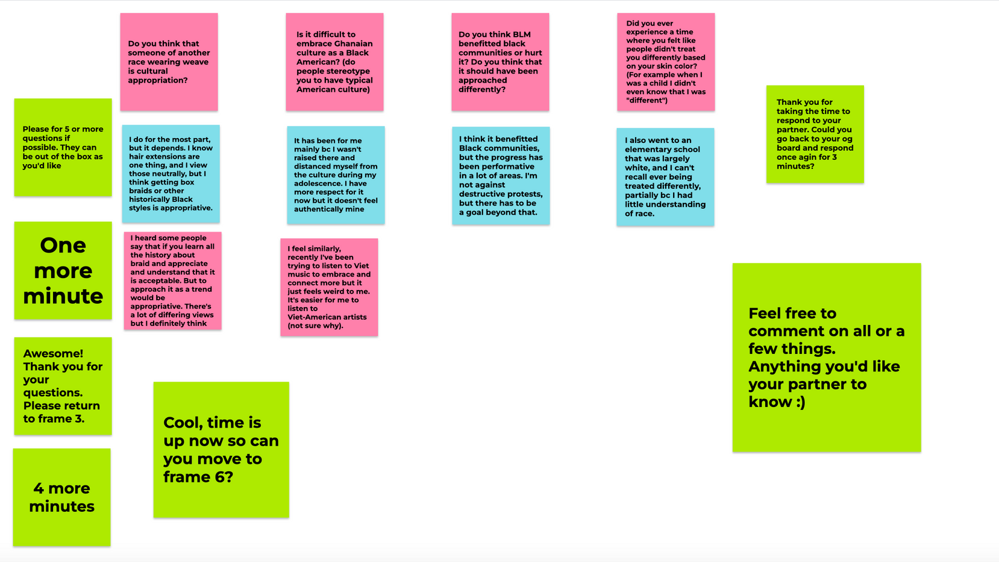 Do you think that
someone of another
race wearing weave
is cultural
appropriation?
Is it difficult to
embrace Ghanaian
culture as a Black
American? (do
people stereotype
you to have typical
American culture)
Do you think BLM
benefitted black
communities or hurt
it? Do you think that
it should have been
approached
differently?
Did you ever
experience a time
where you felt like
people didn't treat
you differently based
on your skin color?
(For example when I
was a child I didn't
even know that I was
"different")
Thank you for
taking the time to
respond to your
partner. Could you
go back to your og
board and respond
once agin for 3
minutes?
Please for 5 or more
questions if
possible. They can
be out of the box as
you'd like
I do for the most part,
but it depends. I know
hair extensions are
one thing, and I view
those neutrally, but I
think getting box
braids or other
historically Black
styles is appropriative.
It has been for me
mainly bc I wasn't
raised there and
distanced myself from
the culture during my
adolescence. I have
more respect for it
now but it doesn't feel
authentically mine
I think it benefitted
Black communities,
but the progress has
been performative
in a lot of areas. I'm
not against
destructive protests,
but there has to be
a goal beyond that.
I also went to an
elementary school
that was largely
white, and I can't
recall ever being
treated differently,
partially bc I had
little understanding
of race.
One
more
minute
I heard some people
say that if you learn all
the history about
braid and appreciate
and understand that it
is acceptable. But to
approach it as a trend
would be
appropriative. There's
a lot of differing views
but I definitely think
I feel similarly,
recently I've been
trying to listen to Viet
music to embrace and
connect more but it
just feels weird to me.
It's easier for me to
listen to
Viet-American artists
(not sure why).
Feel free to
comment on all or a
few things.
Anything you'd like
your partner to
know :)
Awesome!
Thank you for
your
questions.
Please return
to frame 3.
Cool, time is
up now so can
you move to
frame 6?
4 more
minutes